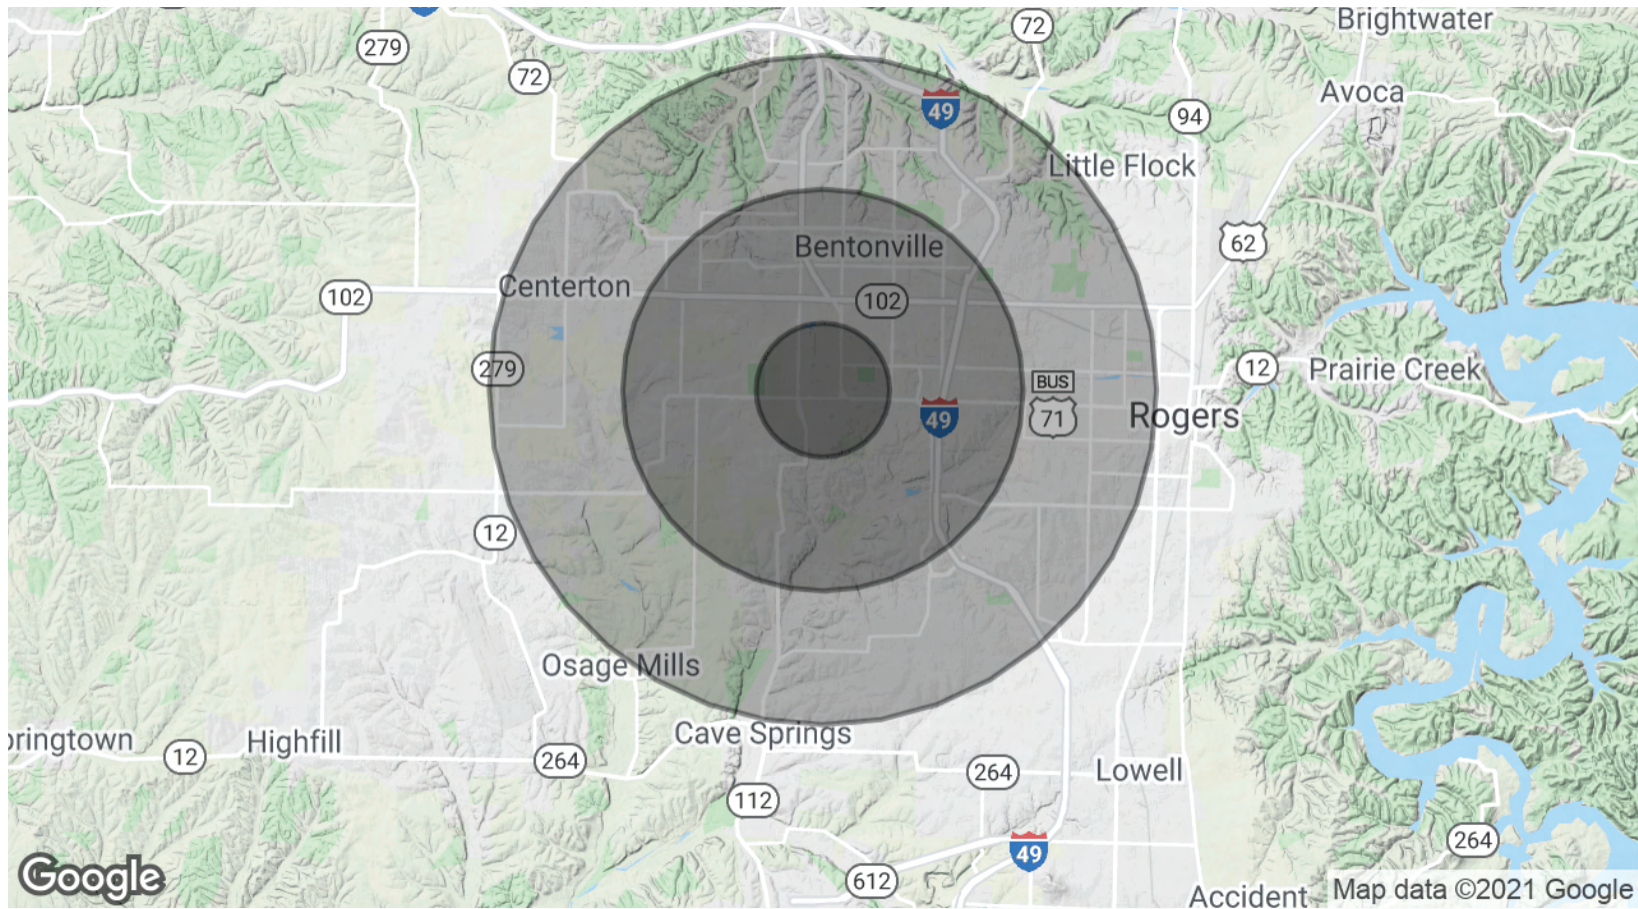 Brightwater
72
279
72
Avoca
49
94
Little Flock
62
Bentonville
Centerton
102
102
279
12
Prairie Creek
BUS
71
49
Rogers
12
Osage Mills
Cave Springs
Highfill
12
264
264
Lowell
112
49
264
612
Google
Accident
Map data ©2021 Google